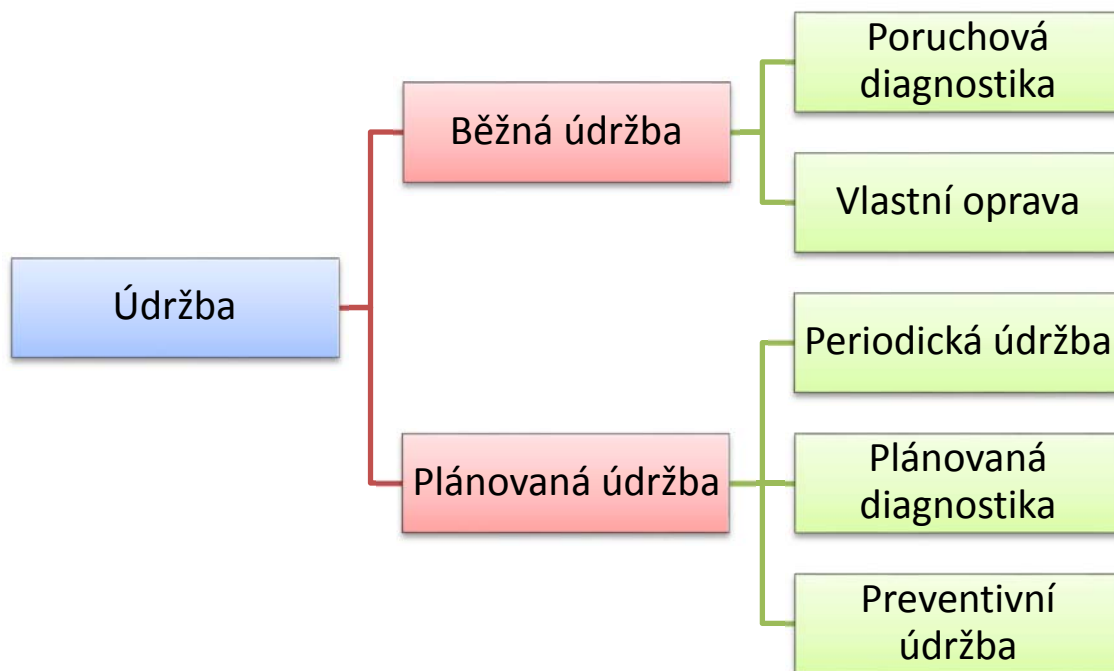 Údržba
Běžná údržba
Poruchová
diagnostika
Vlastní oprava
Plánovaná údržba
Periodická údržba
Plánovaná
diagnostika
Preventivní
údržba